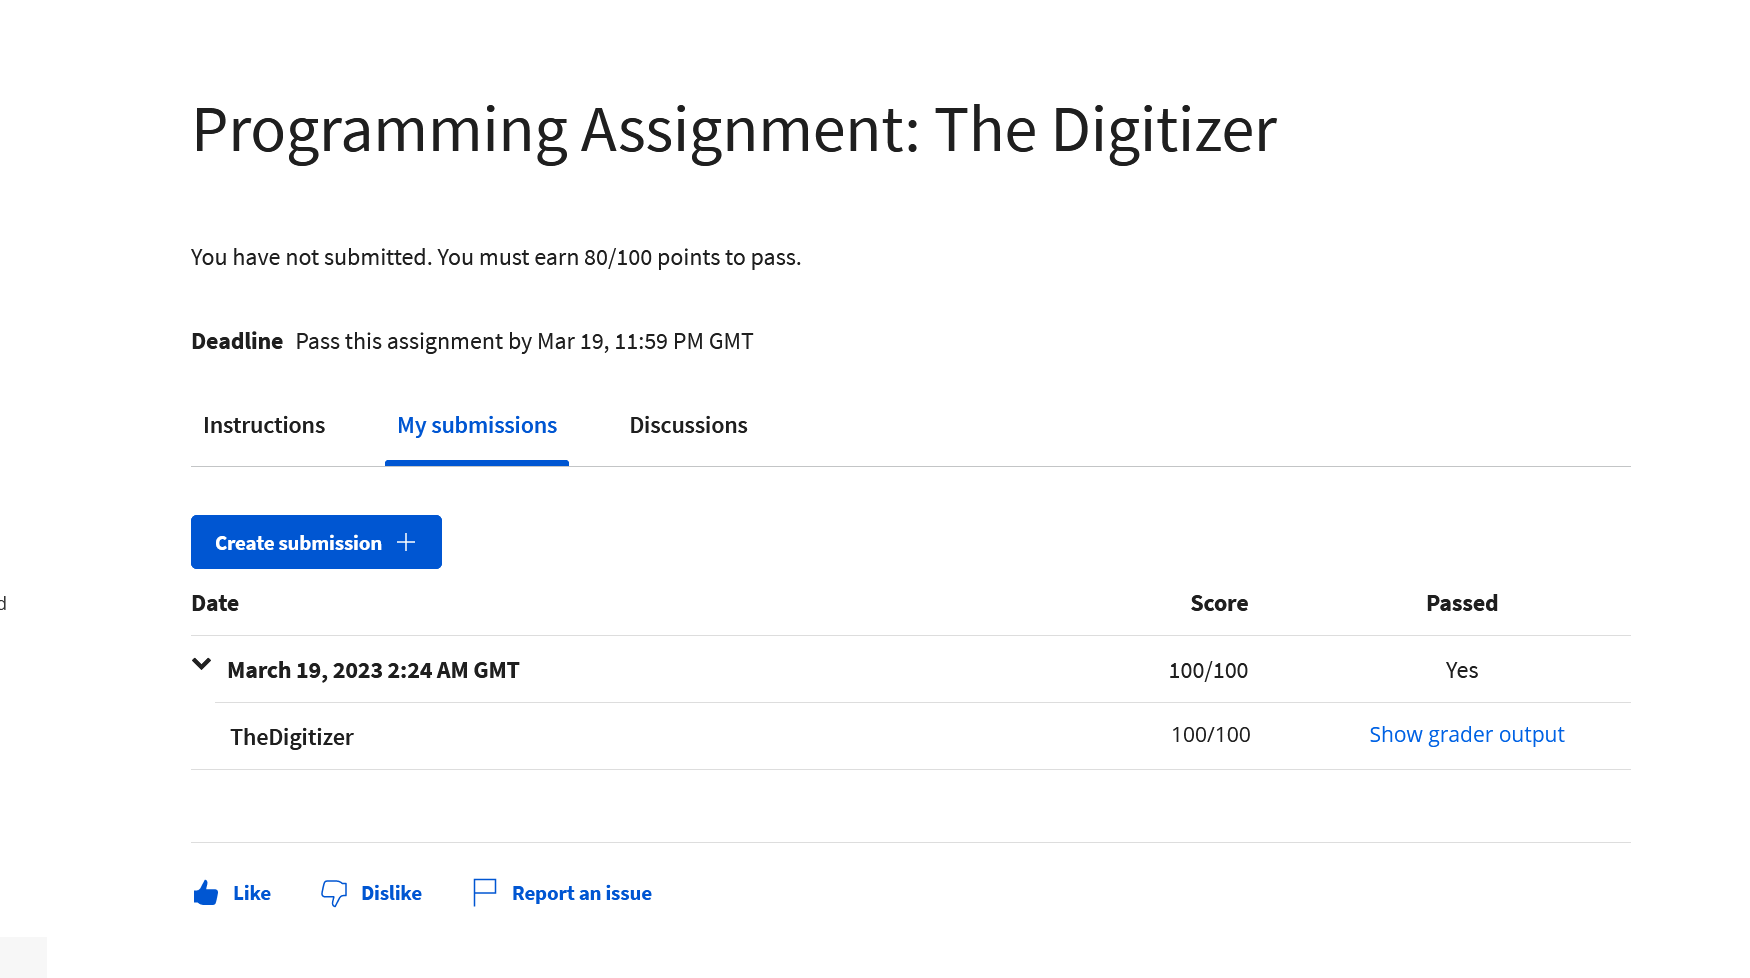 Programming Assignment: The Digitizer
You have not submitted. You must earn 80/100 points to pass.
Deadline Pass this assignment by Mar 19, 11:59 PM GMT
Instructions My submissions Discussions
Create submission +
d
Date Score Passed
March 19, 2023 2:24 AM GMT 100/100 Yes
TheDigitizer 100/100 Show grader output
Like Dislike Report an issue